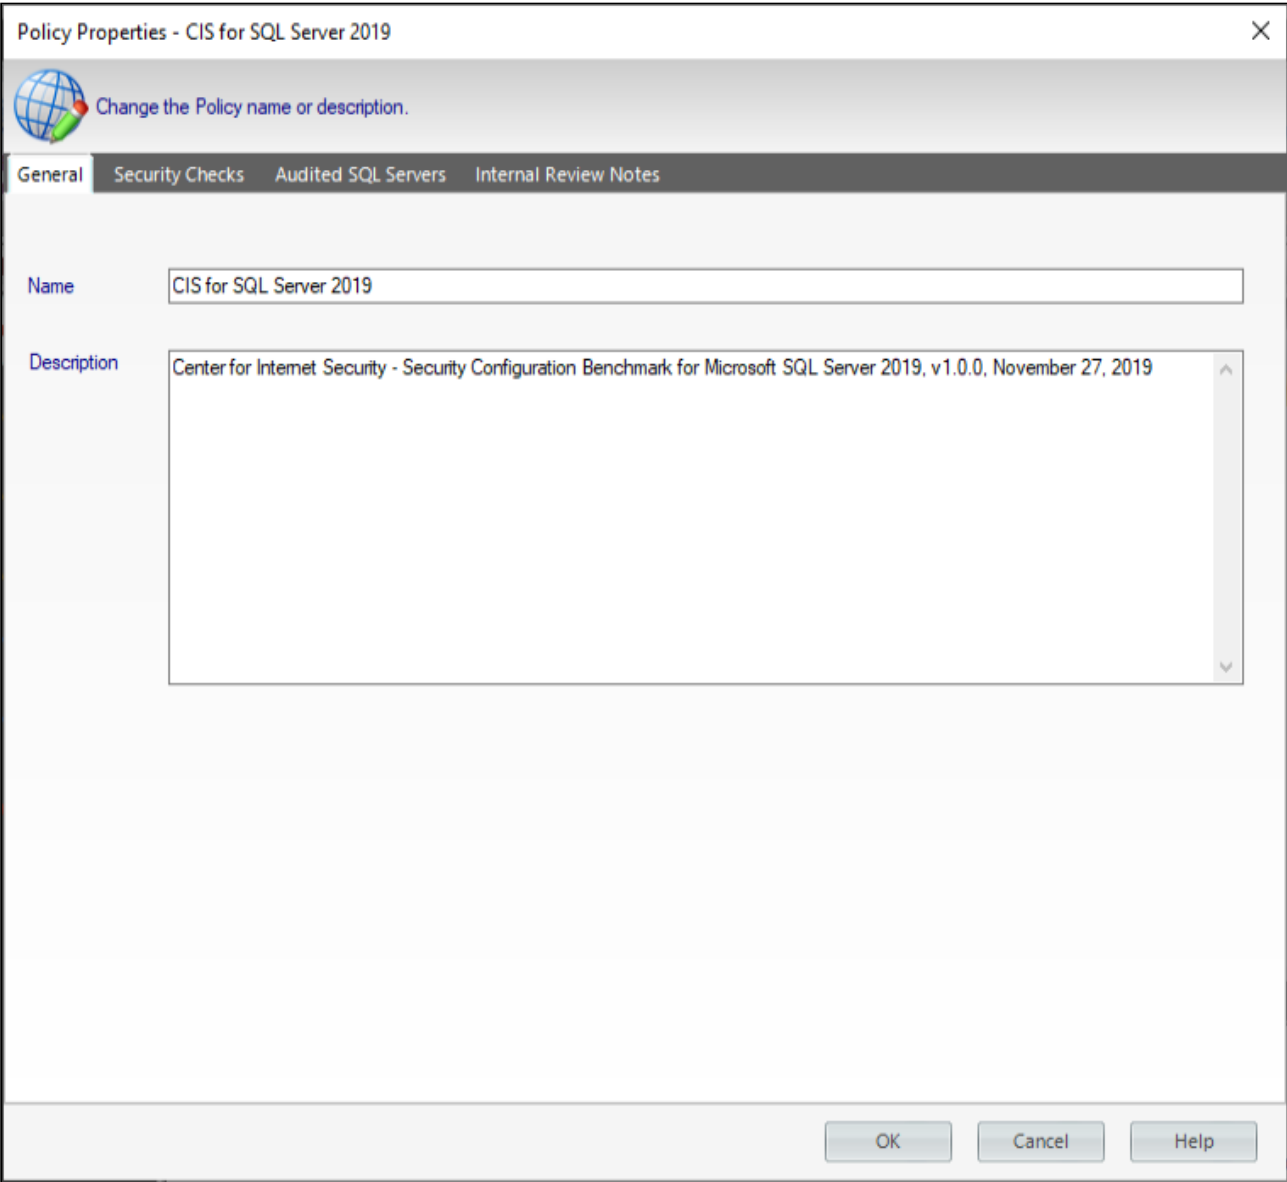 Policy Properties - CIS for SQL Server 2019
Change the Policy name or description.
General Security Checks Audited SQL Servers Internal Review Notes
Name CIS for SQL Server 2019
Description Center for Internet Security - Security Configuration Benchmark for Microsoft SQL Server 2019, v1.0.0, November 27, 2019
OK Cancel Help